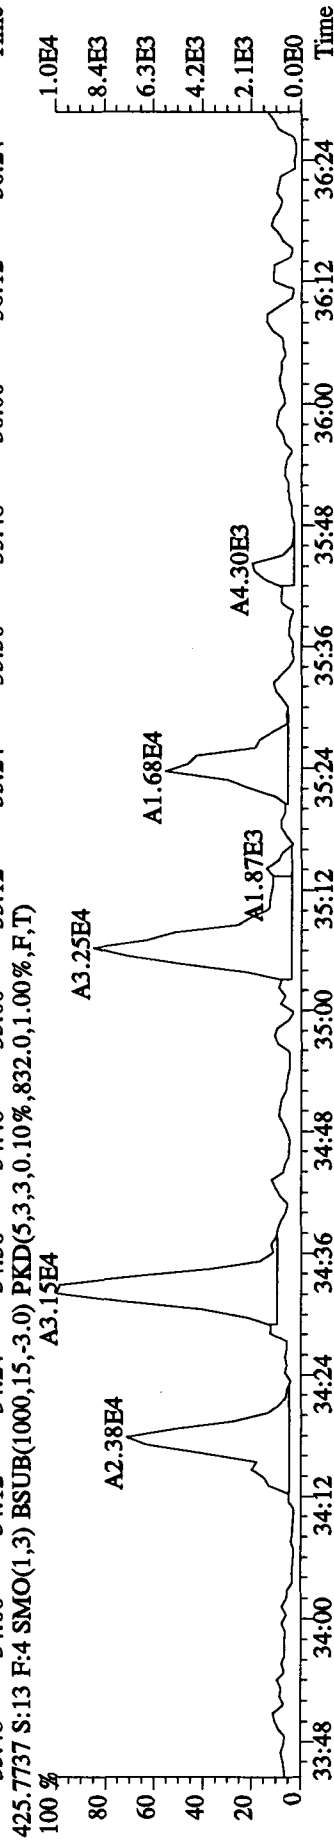 425.7737 S:13 F:4 SMO(1,3) BSUB(1000,15,-3.0) PKD(5,3,3,0.10%,832.0,1.00%,F,T)
100 % A3.15E4 1.0E4
80 A2.38E4 A3.25E4 8.4E3
60 A1.68E4 6.3E3
40 4.2E3
20 A1.87E3 A4.30E3 2.1E3
0 0.0E0
33:48 34:00 34:12 34:24 34:36 34:48 35:00 35:12 35:24 35:36 35:48 36:00 36:12 36:24 Time